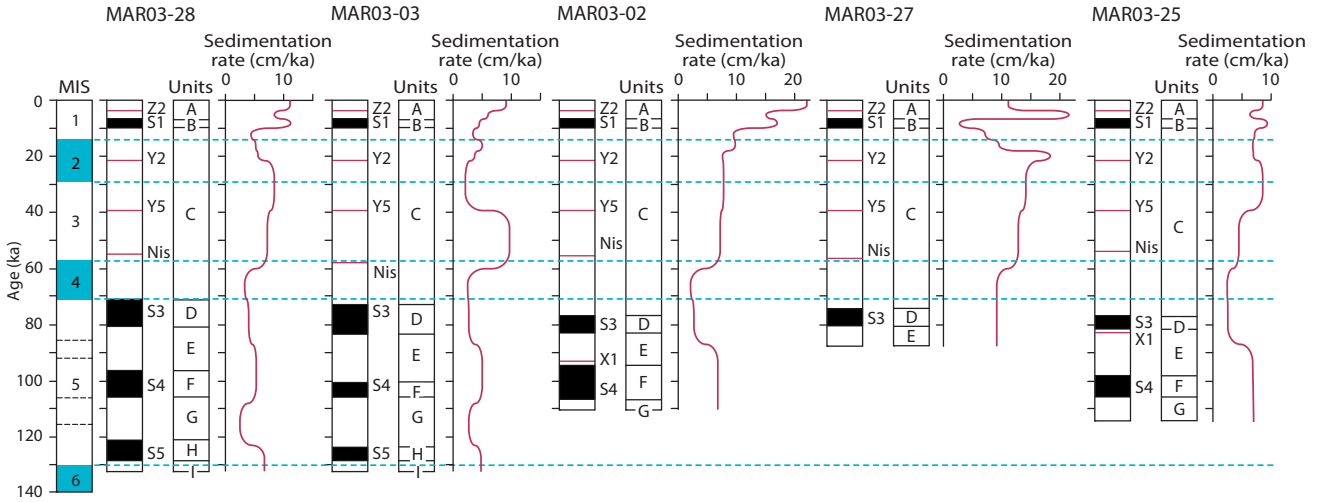 MAR03-28 MAR03-03 MAR03-02 MAR03-27 MAR03-25
Sedimentation Sedimentation Sedimentation Sedimentation Sedimentation
rate (cm/ka) rate (cm/ka) rate (cm/ka) rate (cm/ka) rate (cm/ka)
MIS Units 0 10 Units 0 10 Units 0 10 20 Units 0 10 20 Units 0 10
Age (ka)
0
20
40
60
80
100
120
140
1
2
3
4
5
6
Z2
S1
Y2
Y5
Nis
S3
S4
S5
A
B
C
D
E
F
G
H
I
Z2
S1
Y2
Y5
Nis
S3
S4
S5
A
B
C
D
E
F
G
H
I
Z2
S1
Y2
Y5
Nis
S3
X1
S4
A
B
C
D
E
F
G
Z2
S1
Y2
Y5
Nis
S3
A
B
C
D
E
Z2
S1
Y2
Y5
Nis
S3
X1
S4
A
B
C
D
E
F
G